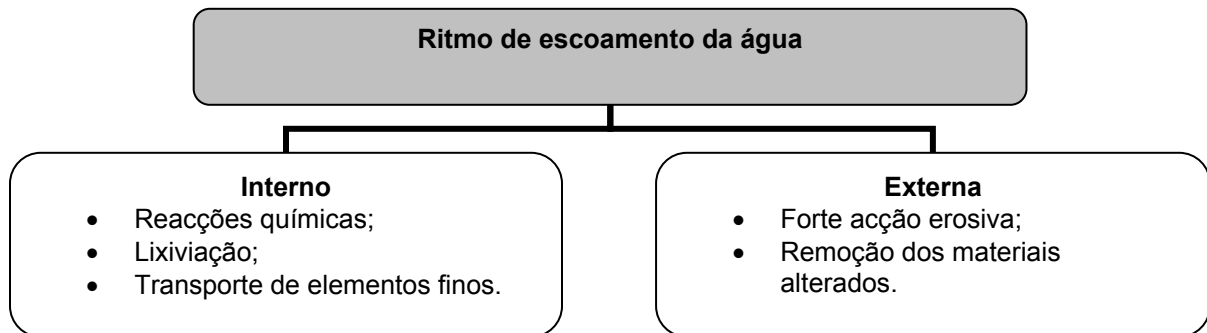 Ritmo de escoamento da água
Interno
• Reacções químicas;
• Lixiviação;
• Transporte de elementos finos.
Externa
• Forte acção erosiva;
• Remoção dos materiais
alterados.